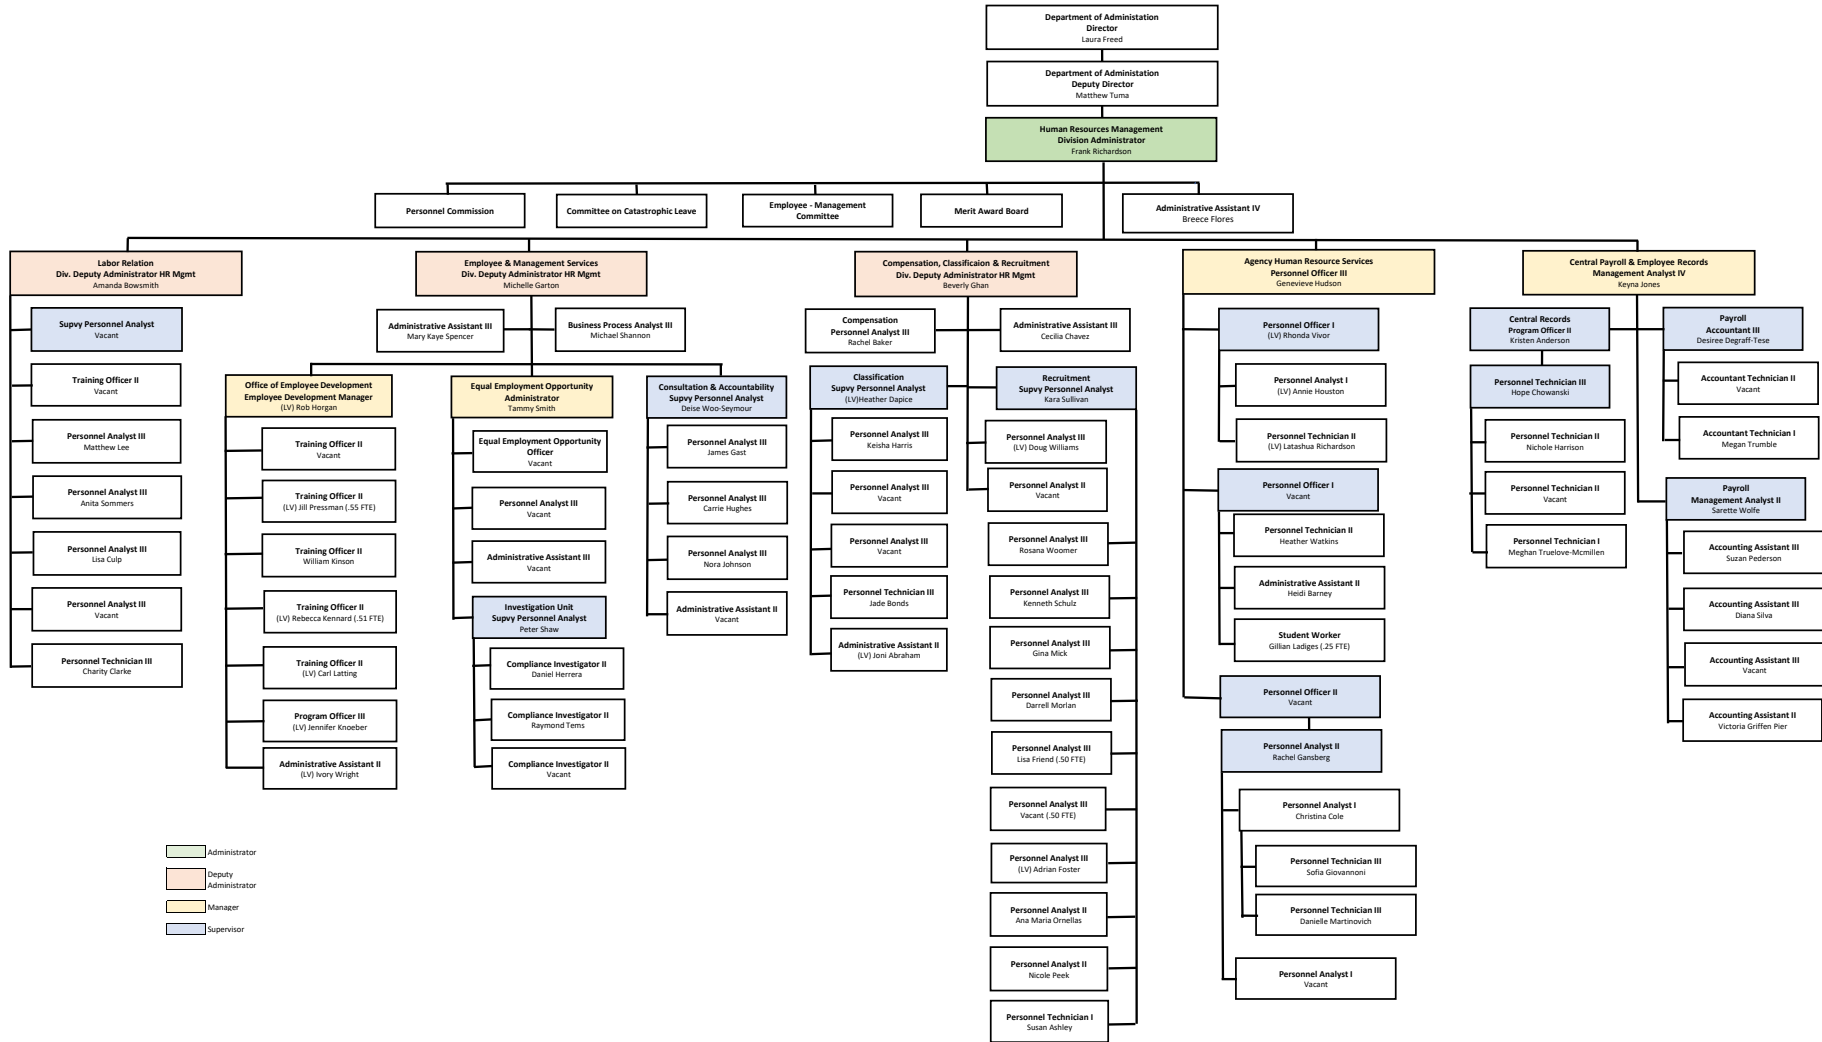 Department of Administation
Director
Laura Freed
Department of Administation
Deputy Director
Matthew Tuma
Human Resources Management
Division Administrator
Frank Richardson
Personnel Commission
Committee on Catastrophic Leave
Employee - Management
Committee
Merit Award Board
Administrative Assistant IV
Breece Flores
Labor Relation
Div. Deputy Administrator HR Mgmt
Amanda Bowsmith
Supvy Personnel Analyst
Vacant
Training Officer II
Vacant
Personnel Analyst III
Matthew Lee
Personnel Analyst III
Anita Sommers
Personnel Analyst III
Lisa Culp
Personnel Analyst III
Vacant
Personnel Technician III
Charity Clarke
Employee & Management Services
Div. Deputy Administrator HR Mgmt
Michelle Garton
Administrative Assistant III
Mary Kaye Spencer
Business Process Analyst III
Michael Shannon
Office of Employee Development
Employee Development Manager
(LV) Rob Horgan
Training Officer II
Vacant
Training Officer II
(LV) Jill Pressman (.55 FTE)
Training Officer II
William Kinson
Training Officer II
(LV) Rebecca Kennard (.51 FTE)
Training Officer II
(LV) Carl Latting
Program Officer III
(LV) Jennifer Knoeber
Administrative Assistant II
(LV) Ivory Wright
Equal Employment Opportunity
Administrator
Tammy Smith
Equal Employment Opportunity
Officer
Vacant
Personnel Analyst III
Vacant
Administrative Assistant III
Vacant
Investigation Unit
Supvy Personnel Analyst
Peter Shaw
Compliance Investigator II
Daniel Herrera
Compliance Investigator II
Raymond Tems
Compliance Investigator II
Vacant
Consultation & Accountability
Supvy Personnel Analyst
Deise Woo-Seymour
Personnel Analyst III
James Gast
Personnel Analyst III
Carrie Hughes
Personnel Analyst III
Nora Johnson
Administrative Assistant II
Vacant
Compensation, Classificaion & Recruitment
Div. Deputy Administrator HR Mgmt
Beverly Ghan
Compensation
Personnel Analyst III
Rachel Baker
Administrative Assistant III
Cecilia Chavez
Classification
Supvy Personnel Analyst
(LV)Heather Dapice
Personnel Analyst III
Keisha Harris
Personnel Analyst III
Vacant
Personnel Analyst III
Vacant
Personnel Technician III
Jade Bonds
Administrative Assistant II
(LV) Joni Abraham
Recruitment
Supvy Personnel Analyst
Kara Sullivan
Personnel Analyst III
(LV) Doug Williams
Personnel Analyst II
Vacant
Personnel Analyst III
Rosana Woomer
Personnel Analyst III
Kenneth Schulz
Personnel Analyst III
Gina Mick
Personnel Analyst III
Darrell Morlan
Personnel Analyst III
Lisa Friend (.50 FTE)
Personnel Analyst III
Vacant (.50 FTE)
Personnel Analyst III
(LV) Adrian Foster
Personnel Analyst II
Ana Maria Ornellas
Personnel Analyst II
Nicole Peek
Personnel Technician I
Susan Ashley
Agency Human Resource Services
Personnel Officer III
Genevieve Hudson
Personnel Officer I
(LV) Rhonda Vivor
Personnel Analyst I
(LV) Annie Houston
Personnel Technician II
(LV) Latashua Richardson
Personnel Officer I
Vacant
Personnel Technician II
Heather Watkins
Administrative Assistant II
Heidi Barney
Student Worker
Gillian Ladiges (.25 FTE)
Personnel Officer II
Vacant
Personnel Analyst II
Rachel Gansberg
Personnel Analyst I
Christina Cole
Personnel Technician III
Sofia Giovannoni
Personnel Technician III
Danielle Martinovich
Personnel Analyst I
Vacant
Central Payroll & Employee Records
Management Analyst IV
Keyna Jones
Central Records
Program Officer II
Kristen Anderson
Personnel Technician III
Hope Chowanski
Personnel Technician II
Nichole Harrison
Personnel Technician II
Vacant
Personnel Technician I
Meghan Truelove-Mcmillen
Payroll
Accountant III
Desiree Degraff-Tese
Accountant Technician II
Vacant
Accountant Technician I
Megan Trumble
Payroll
Management Analyst II
Sarette Wolfe
Accounting Assistant III
Suzan Pederson
Accounting Assistant III
Diana Silva
Accounting Assistant III
Vacant
Accounting Assistant II
Victoria Griffen Pier
Administrator
Deputy
Administrator
Manager
Supervisor